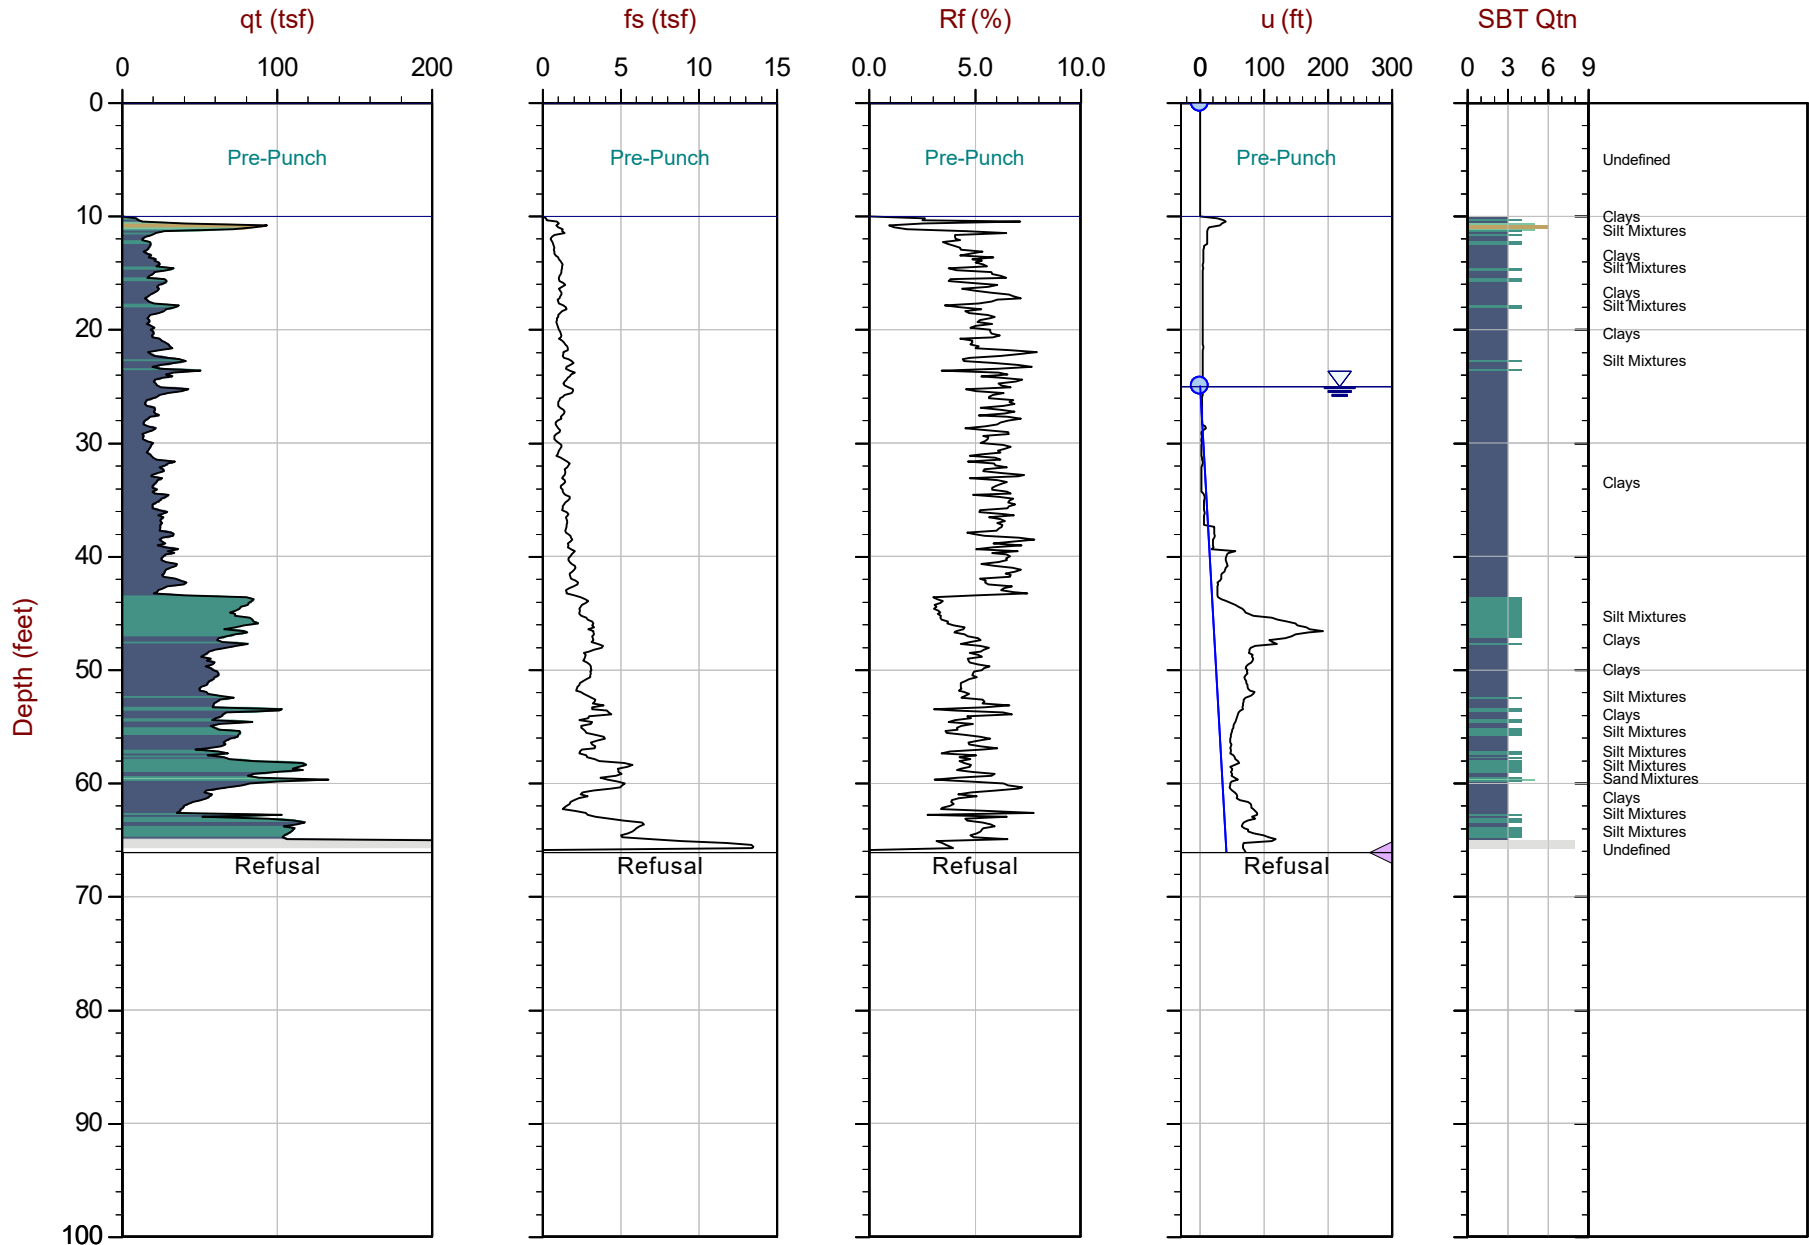 qt (tsf) fs (tsf) Rf (%) u (ft) SBT Qtn
0 100 200 0 5 10 15 0.0 5.0 10.0 0 100 200 300 0 3 6 9
0
Pre-Punch Pre-Punch Pre-Punch Pre-Punch Undefined
10
Clays
Silt Mixtures
Clays
Silt Mixtures
Clays
Silt Mixtures
20
Clays
Silt Mixtures
30
Clays
40
Silt Mixtures
Clays
50
Clays
Silt Mixtures
Clays
Silt Mixtures
Silt Mixtures
Silt Mixtures
60
Sand Mixtures
Clays
Silt Mixtures
Silt Mixtures
Undefined
Refusal Refusal Refusal Refusal
70
80
90
100
Depth (feet)